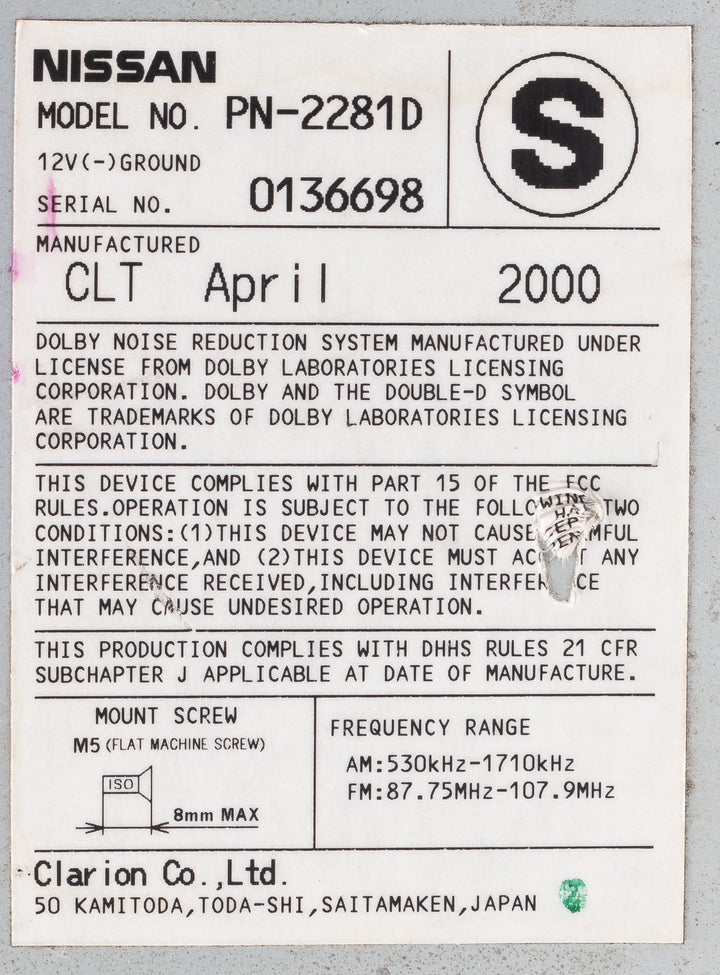 NISSAN
MODEL NO. PN-2281D
S
12V(-)GROUND
SERIAL NO. 0136698
MANUFACTURED
CLT April 2000
DOLBY NOISE REDUCTION SYSTEM MANUFACTURED UNDER
LICENSE FROM DOLBY LABORATORIES LICENSING
CORPORATION. DOLBY AND THE DOUBLE-D SYMBOL
ARE TRADEMARKS OF DOLBY LABORATORIES LICENSING
CORPORATION.
THIS DEVICE COMPLIES WITH PART 15 OF THE FCC
RULES.OPERATION IS SUBJECT TO THE FOLLOWING TWO
CONDITIONS:(1)THIS DEVICE MAY NOT CAUSE HARMFUL
INTERFERENCE,AND (2)THIS DEVICE MUST ACCEPT ANY
INTERFERENCE RECEIVED,INCLUDING INTERFERENCE
THAT MAY CAUSE UNDESIRED OPERATION.
THIS PRODUCTION COMPLIES WITH DHHS RULES 21 CFR
SUBCHAPTER J APPLICABLE AT DATE OF MANUFACTURE.
MOUNT SCREW
M5 (FLAT MACHINE SCREW)
ISO
8mm MAX
FREQUENCY RANGE
AM:530kHz-1710kHz
FM:87.75MHz-107.9MHz
Clarion Co.,Ltd.
50 KAMITODA,TODA-SHI,SAITAMAKEN,JAPAN